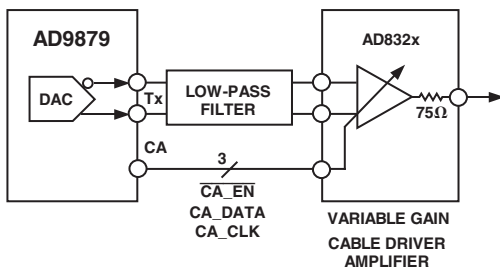 AD9879
AD832x
DAC
Tx
LOW-PASS
FILTER
75Ω
CA
3
CA_EN
CA_DATA
CA_CLK
VARIABLE GAIN
CABLE DRIVER
AMPLIFIER